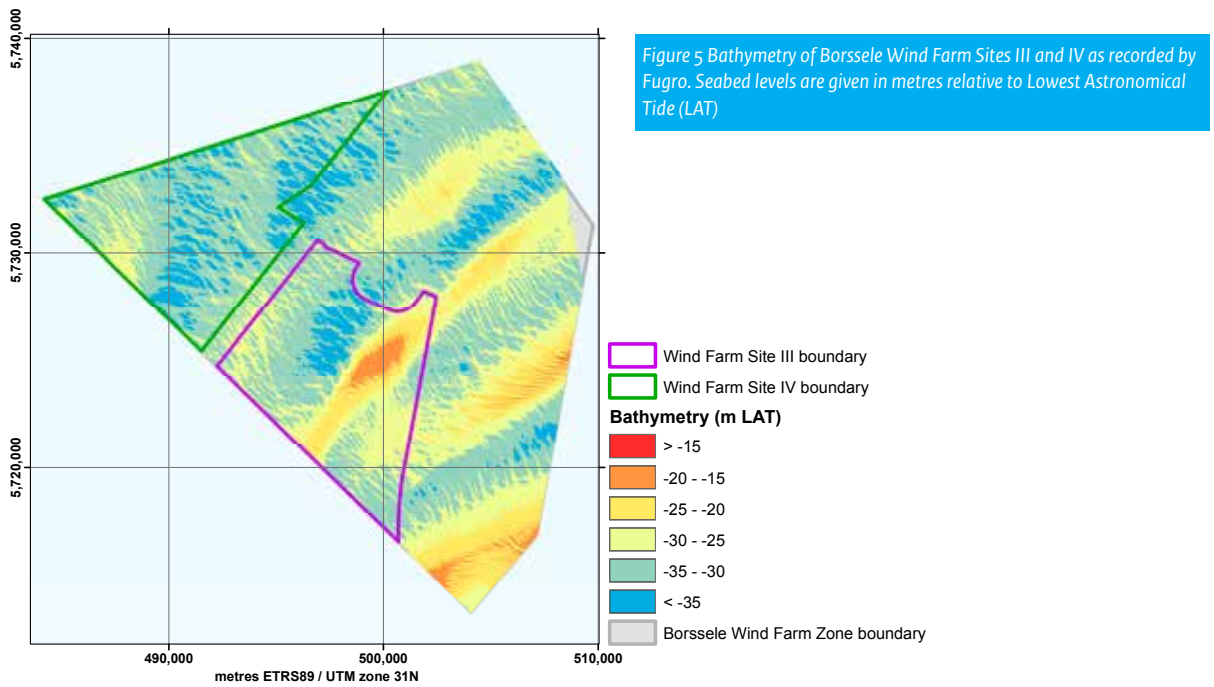 Figure 5 Bathymetry of Borssele Wind Farm Sites III and IV as recorded by
Fugro. Seabed levels are given in metres relative to Lowest Astronomical
Tide (LAT)
5,740,000
5,730,000
5,720,000
490,000
500,000
510,000
metres ETRS89 / UTM zone 31N
Wind Farm Site III boundary
Wind Farm Site IV boundary
Bathymetry (m LAT)
> -15
-20 - -15
-25 - -20
-30 - -25
-35 - -30
< -35
Borssele Wind Farm Zone boundary